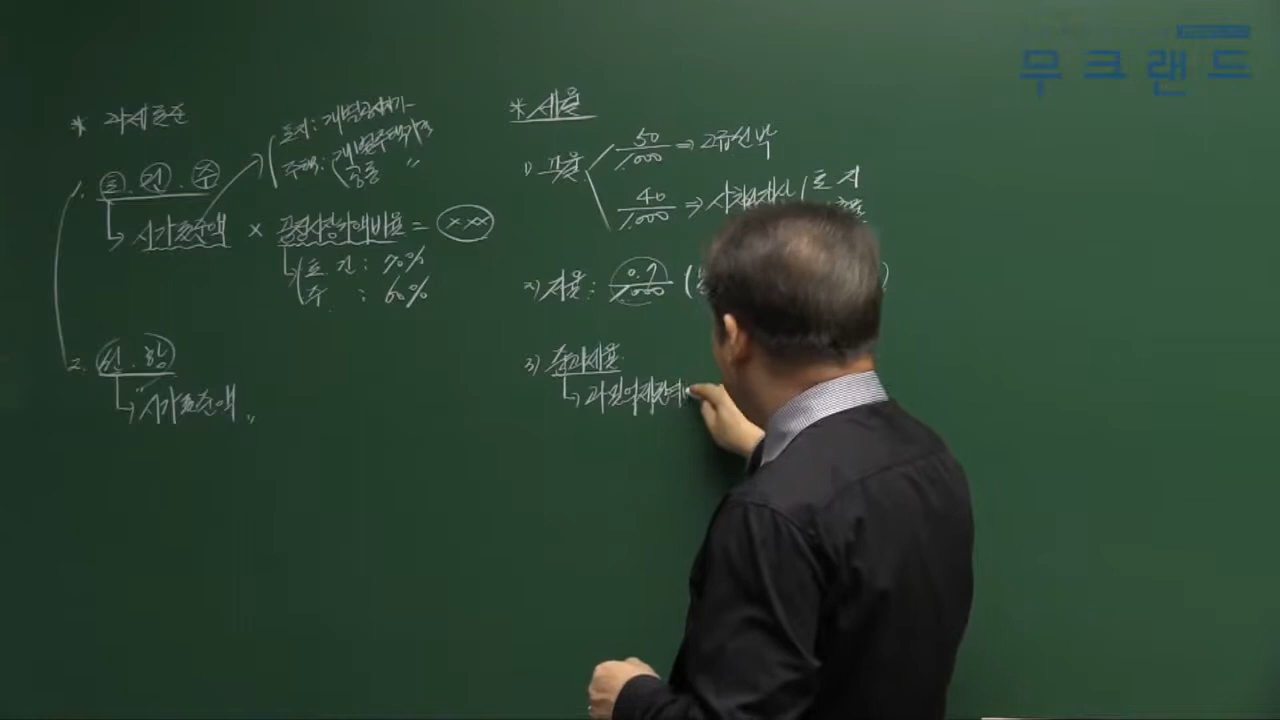 무크랜드
* 과세표준
1. 토. 건. 주
토지: 개별공시지가
주택: 개별주택가격
공동 〃
→ 시가표준액 × 공정시장가액비율 = xxx
토. 건 : 70%
주 : 60%
2. 선. 항
→ "시가표준액"
* 세율
1) 고율
50/1,000 ⇒ 고급선박
40/1,000 ⇒ 사치성재산 토지
2) 저율: 0.7/1,000 (
3) 중과세율
→ 과밀억제권역